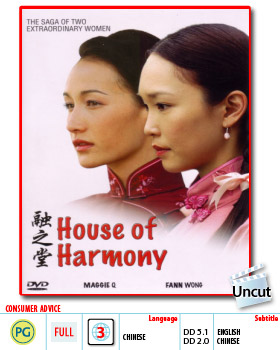 THE SAGA OF TWO
EXTRAORDINARY WOMEN
融之堂
House of
Harmony
DVD
MAGGIE Q
FANN WONG
Uncut
CONSUMER ADVICE
Language
Subtitle
PG
FULL
3
CHINESE
DD 5.1
DD 2.0
ENGLISH
CHINESE